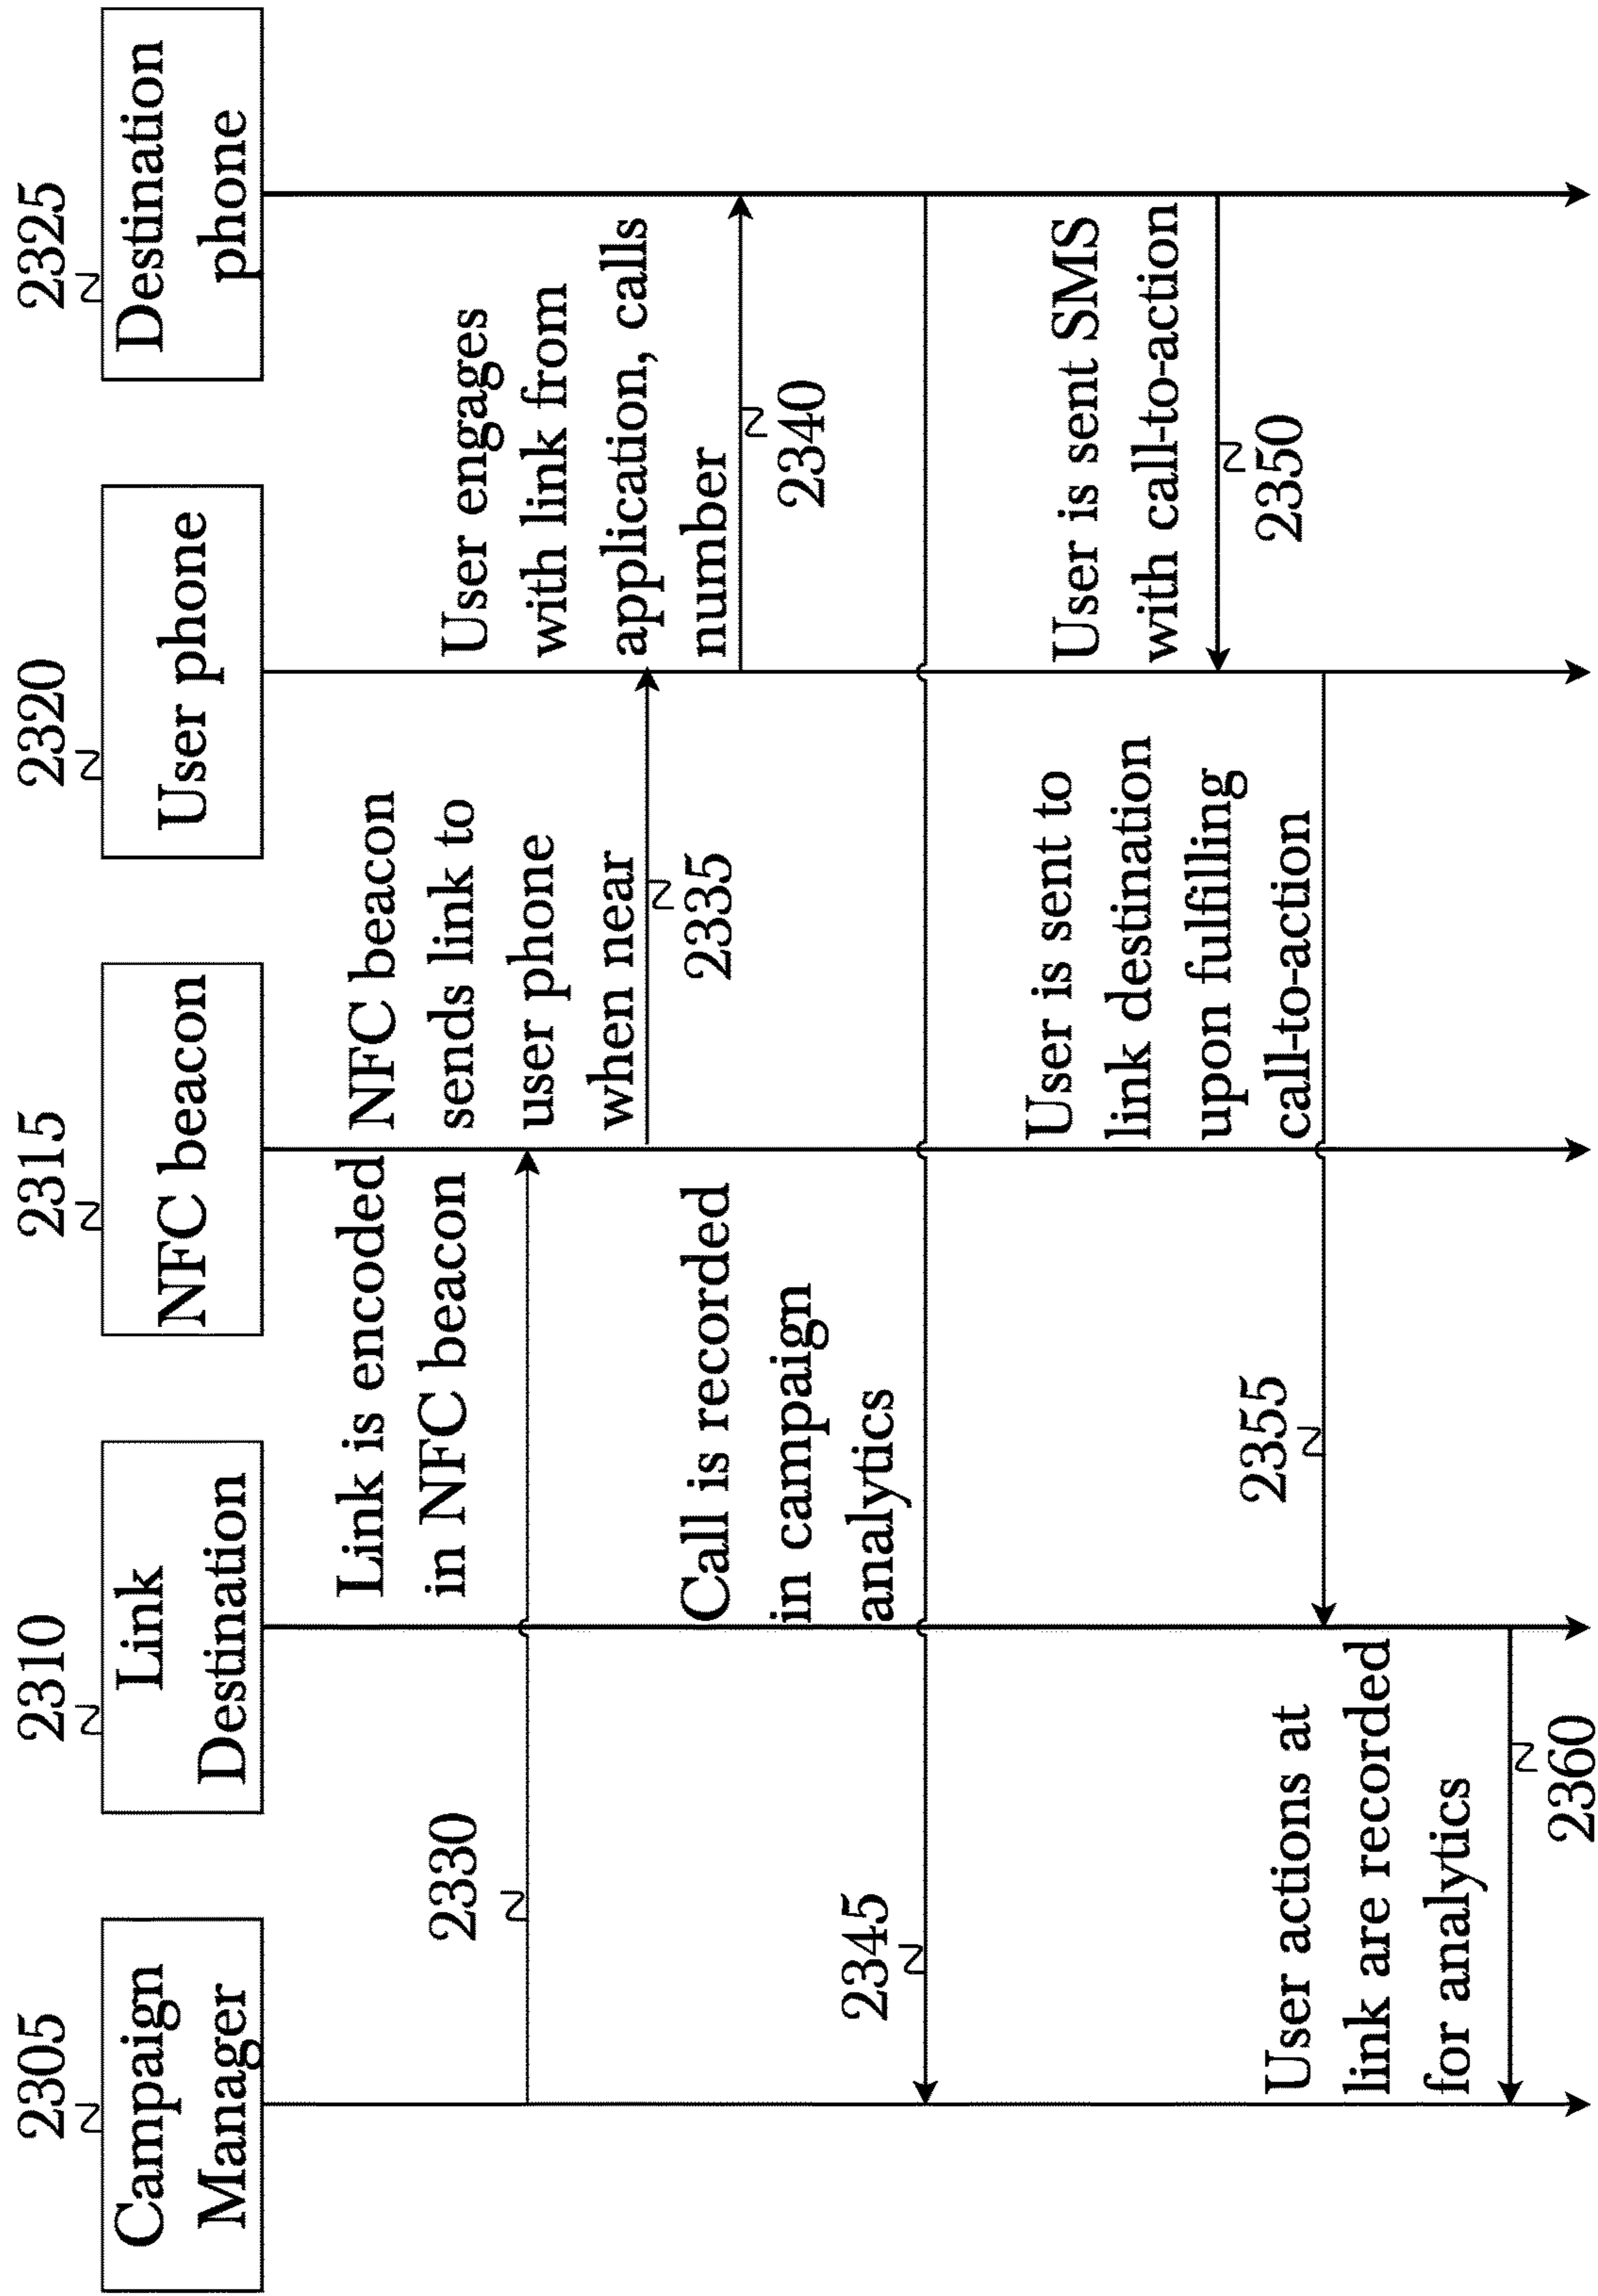 2305
Campaign
Manager
2310
Link
Destination
2315
NFC beacon
2320
User phone
2325
Destination
phone
2330
Link is encoded
in NFC beacon
NFC beacon
sends link to
user phone
when near
2335
User engages
with link from
application, calls
number
2340
2345
Call is recorded
in campaign
analytics
User is sent SMS
with call-to-action
2350
User is sent to
link destination
upon fulfilling
call-to-action
2355
User actions at
link are recorded
for analytics
2360